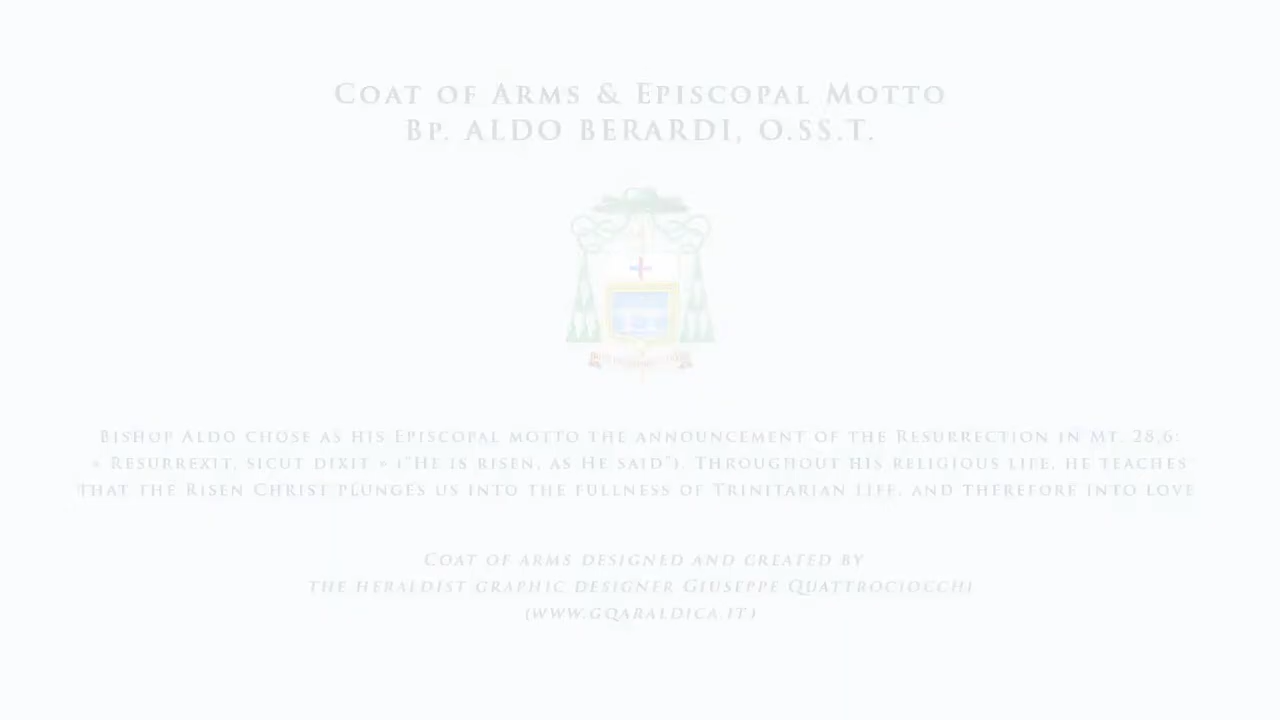 Coat of Arms & Episcopal Motto
Bp. ALDO BERARDI, O.SS.T.
Bishop Aldo chose as his Episcopal motto the announcement of the Resurrection in Mt. 28,6:
« Resurrexit, sicut dixit » ("He is risen, as He said"). Throughout his religious life, he teaches
that the Risen Christ plunges us into the fullness of Trinitarian life, and therefore into love
Coat of arms designed and created by
the heraldist graphic designer Giuseppe Quattrociocchi
(www.gqaraldica.it)